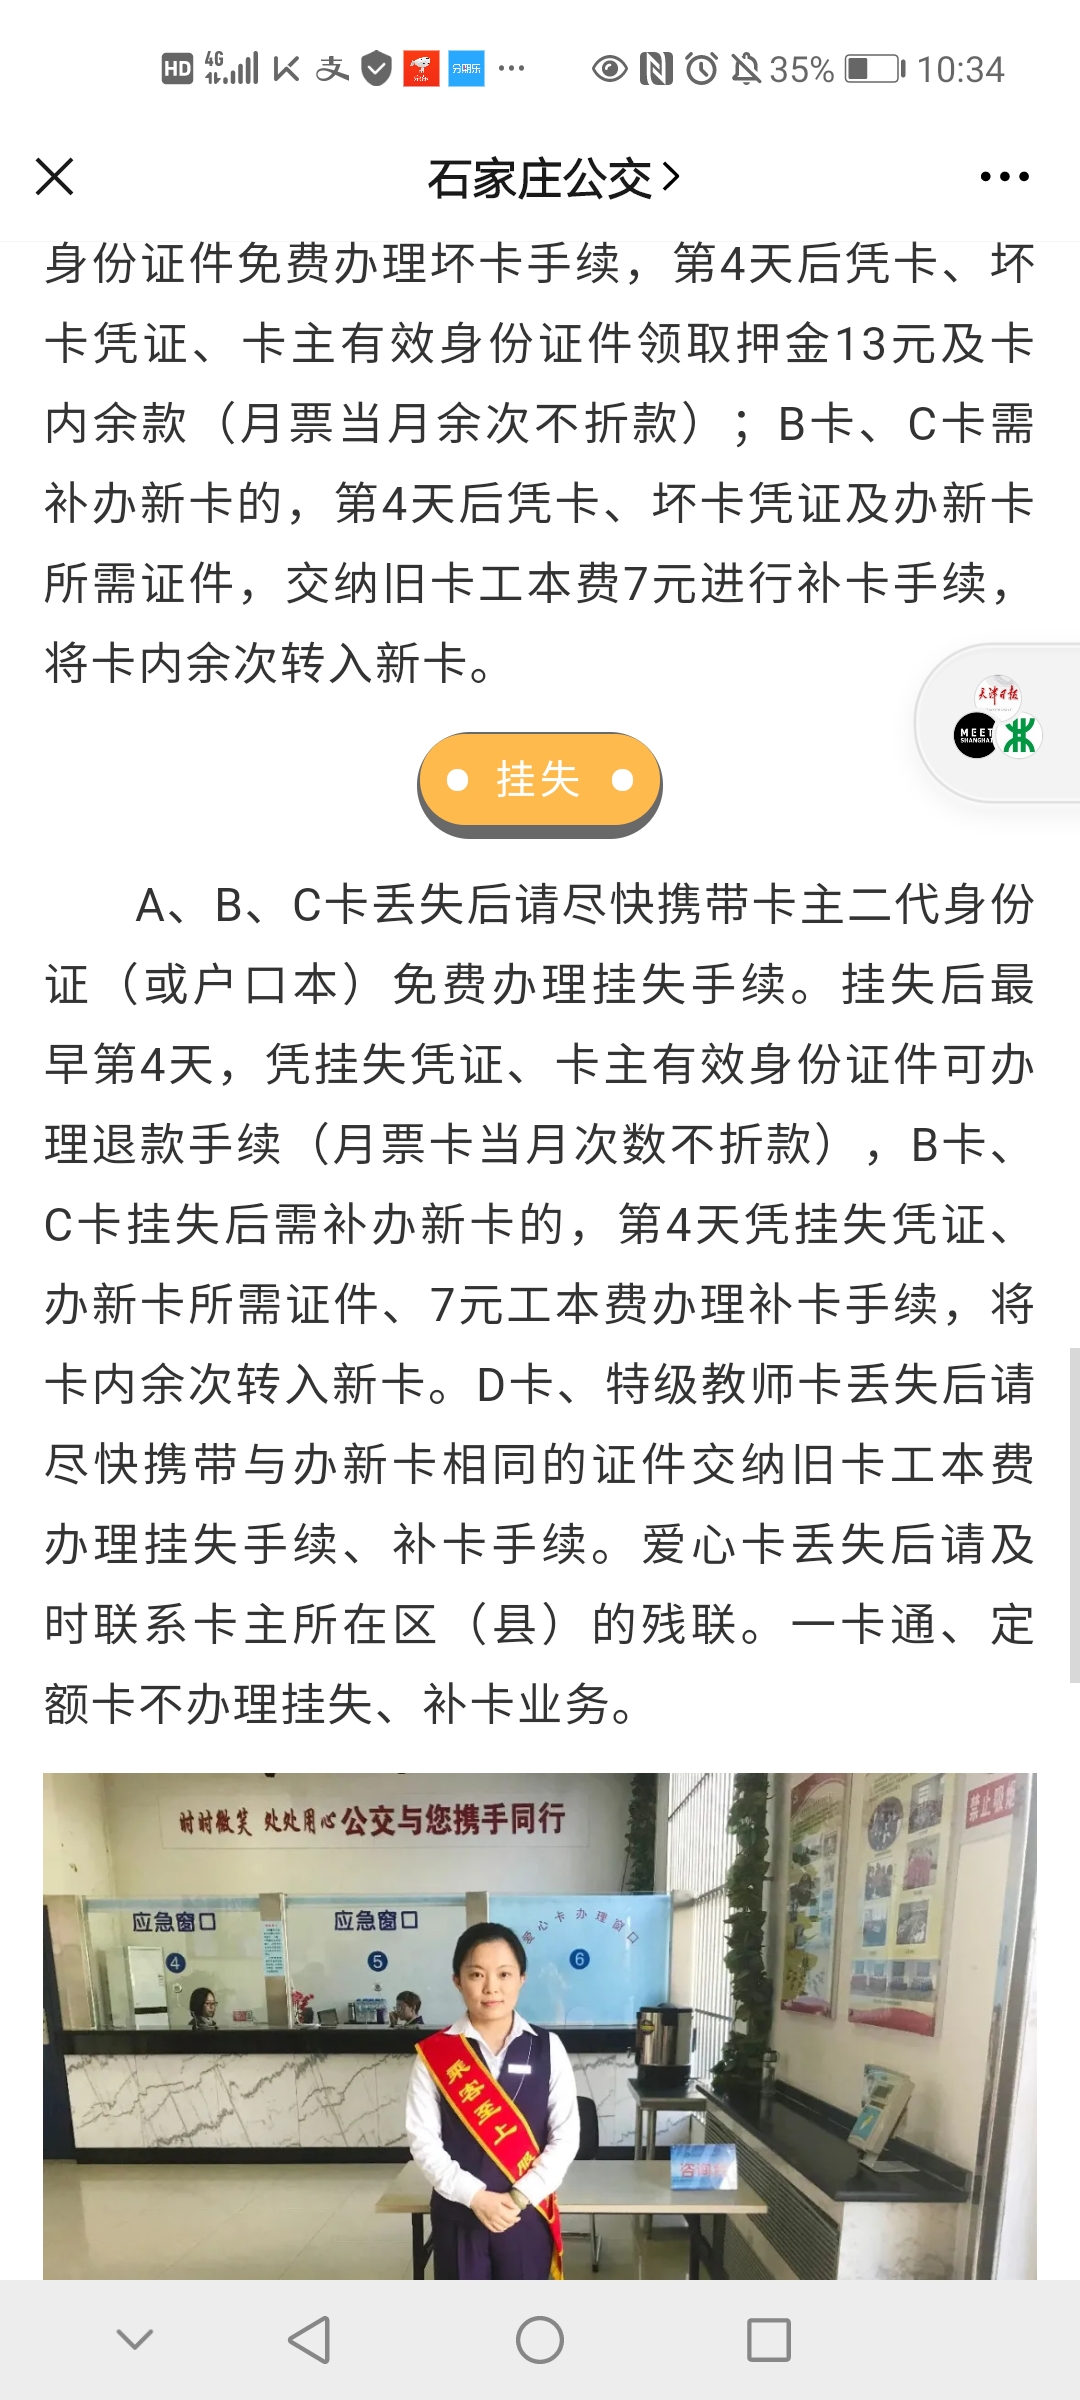 HD 4G 支 京东 分期乐 35% 10:34
石家庄公交
身份证件免费办理坏卡手续，第4天后凭卡、坏
卡凭证、卡主有效身份证件领取押金13元及卡
内余款（月票当月余次不折款）；B卡、C卡需
补办新卡的，第4天后凭卡、坏卡凭证及办新卡
所需证件，交纳旧卡工本费7元进行补卡手续，
将卡内余次转入新卡。
天津日报
MEET
SHANGHAI
挂失
A、B、C卡丢失后请尽快携带卡主二代身份
证（或户口本）免费办理挂失手续。挂失后最
早第4天，凭挂失凭证、卡主有效身份证件可办
理退款手续（月票卡当月次数不折款），B卡、
C卡挂失后需补办新卡的，第4天凭挂失凭证、
办新卡所需证件、7元工本费办理补卡手续，将
卡内余次转入新卡。D卡、特级教师卡丢失后请
尽快携带与办新卡相同的证件交纳旧卡工本费
办理挂失手续、补卡手续。爱心卡丢失后请及
时联系卡主所在区（县）的残联。一卡通、定
额卡不办理挂失、补卡业务。
时时微笑 处处用心 公交与您携手同行
禁止吸烟
应急窗口
4
应急窗口
5
爱心卡办理窗口
6
乘客至上 服
咨询